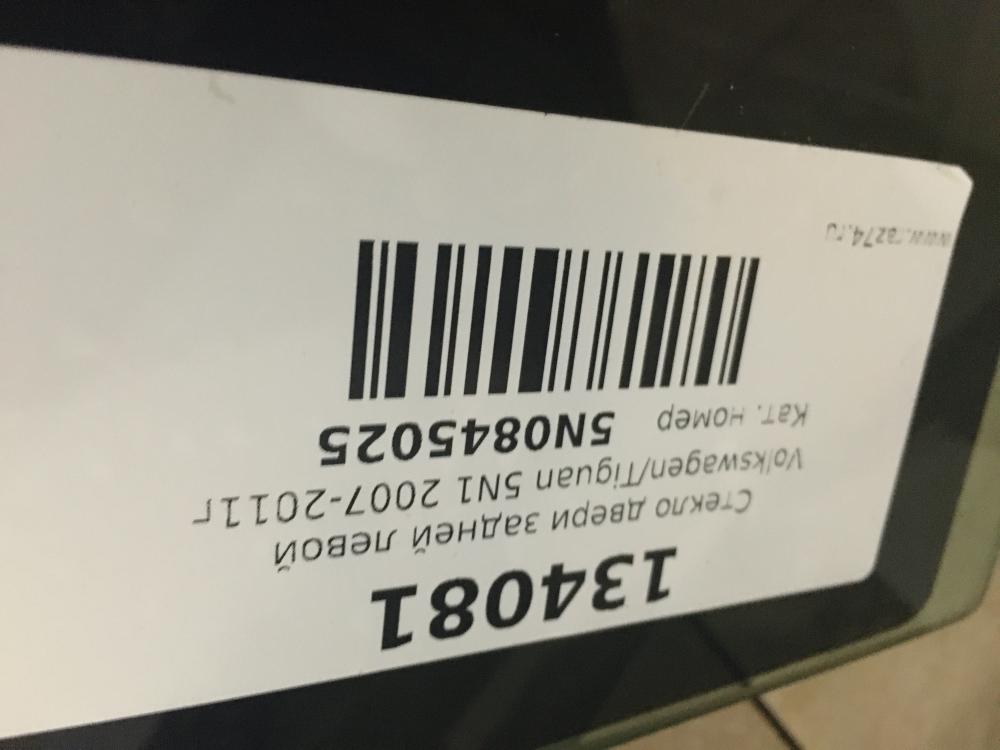 134081
Стекло двери задней левой
Volkswagen/Tiguan 5N1 2007-2011г
Кат. номер 5N0845025
www.raz74.ru